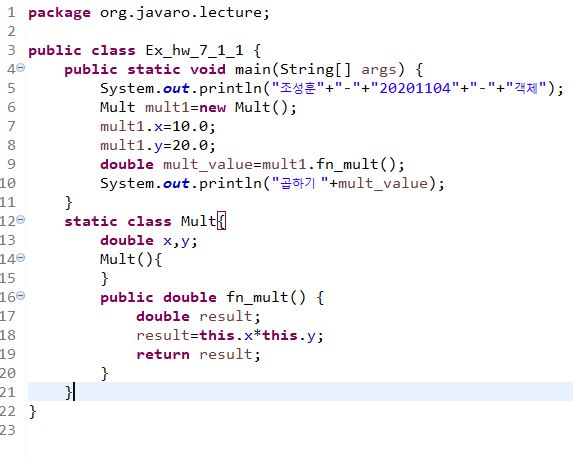 1 package org.javaro.lecture;
2
3 public class Ex_hw_7_1_1 {
4 public static void main(String[] args) {
5 System.out.println("조성훈"+"-"+"20201104"+"-"+"객체");
6 Mult mult1=new Mult();
7 mult1.x=10.0;
8 mult1.y=20.0;
9 double mult_value=mult1.fn_mult();
10 System.out.println("곱하기 "+mult_value);
11 }
12 static class Mult{
13 double x,y;
14 Mult(){
15 }
16 public double fn_mult() {
17 double result;
18 result=this.x*this.y;
19 return result;
20 }
21 }
22 }
23